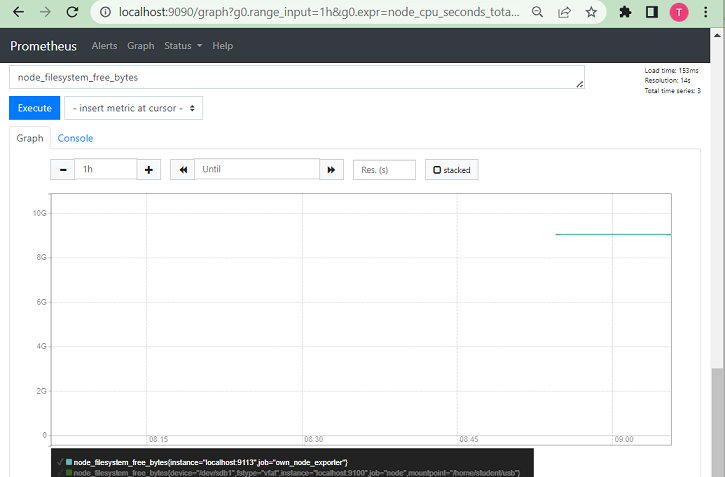 localhost:9090/graph?g0.range_input=1h&g0.expr=node_cpu_seconds_tota...
T
Prometheus Alerts Graph Status Help
node_filesystem_free_bytes
Load time: 153ms
Resolution: 14s
Total time series: 3
Execute
- insert metric at cursor -
Graph Console
1h
Until
Res. (s)
stacked
10G
8G
6G
4G
2G
0
08:15 08:30 08:45 09:00
node_filesystem_free_bytes{instance="localhost:9113",job="own_node_exporter"}
node_filesystem_free_bytes{device="/dev/sdb1",fstype="vfat",instance="localhost:9100",job="node",mountpoint="/home/student/usb"}